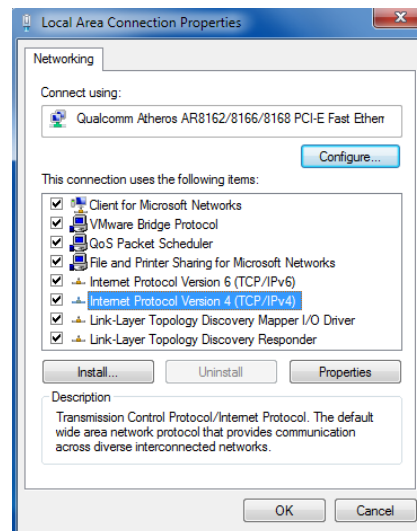 Local Area Connection Properties
Networking
Connect using:
Qualcomm Atheros AR8162/8166/8168 PCI-E Fast Ethern
Configure...
This connection uses the following items:
Client for Microsoft Networks
VMware Bridge Protocol
QoS Packet Scheduler
File and Printer Sharing for Microsoft Networks
Internet Protocol Version 6 (TCP/IPv6)
Internet Protocol Version 4 (TCP/IPv4)
Link-Layer Topology Discovery Mapper I/O Driver
Link-Layer Topology Discovery Responder
Install... Uninstall Properties
Description
Transmission Control Protocol/Internet Protocol. The default
wide area network protocol that provides communication
across diverse interconnected networks.
OK Cancel